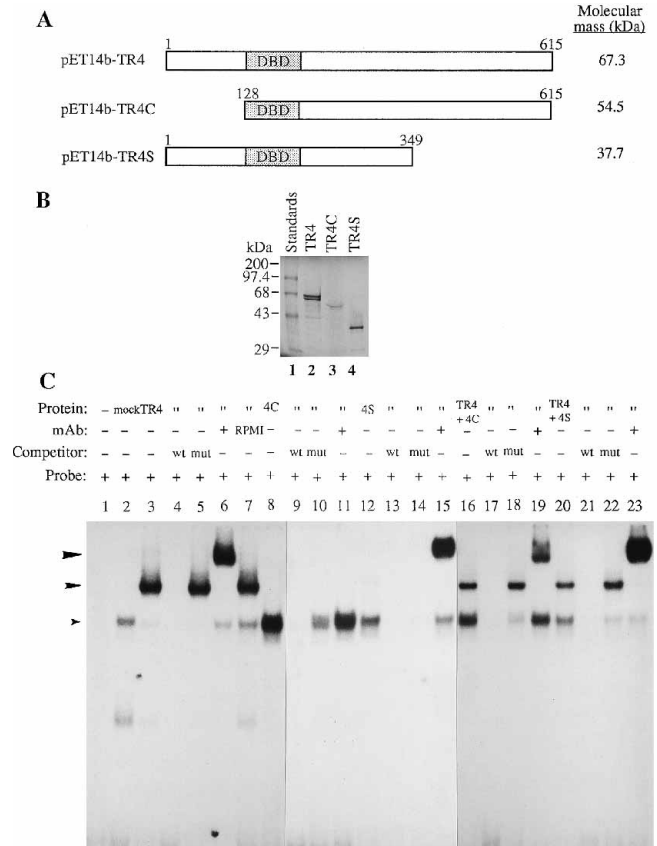 A
Molecular
mass (kDa)
1 615
pET14b-TR4 DBD 67.3
128 615
pET14b-TR4C DBD 54.5
1 349
pET14b-TR4S DBD 37.7
B
Standards TR4 TR4C TR4S
kDa
200
97.4
68
43
29
1 2 3 4
C
Protein: – mock TR4 " " " " 4C " " " 4S " " " TR4 + 4C " " " TR4 + 4S " " "
mAb: – – – – – + RPMI – – – + – – – + – – – + – – – +
Competitor: – – – wt mut – – – wt mut – – wt mut – – wt mut – – wt mut –
Probe: + + + + + + + + + + + + + + + + + + + + + + +
1 2 3 4 5 6 7 8 9 10 11 12 13 14 15 16 17 18 19 20 21 22 23